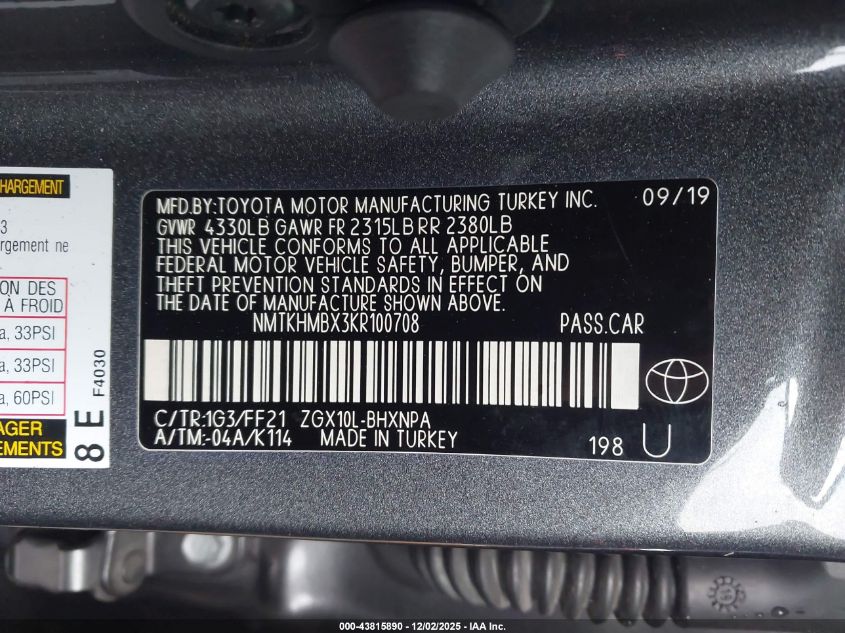 HARGEMENT
3
rgement ne
ON DES
À FROID
a, 33PSI
a, 33PSI
a, 60PSI
AGER
EMENTS
8 E F4030
MFD.BY:TOYOTA MOTOR MANUFACTURING TURKEY INC. 09/19
GVWR 4330LB GAWR FR 2315LB RR 2380LB
THIS VEHICLE CONFORMS TO ALL APPLICABLE
FEDERAL MOTOR VEHICLE SAFETY, BUMPER, AND
THEFT PREVENTION STANDARDS IN EFFECT ON
THE DATE OF MANUFACTURE SHOWN ABOVE.
NMTKHMBX3KR100708 PASS.CAR
C/TR:1G3/FF21 ZGX10L-BHXNPA
A/TM:-04A/K114 MADE IN TURKEY 198 U
000-43815890 - 12/02/2025 - IAA Inc.